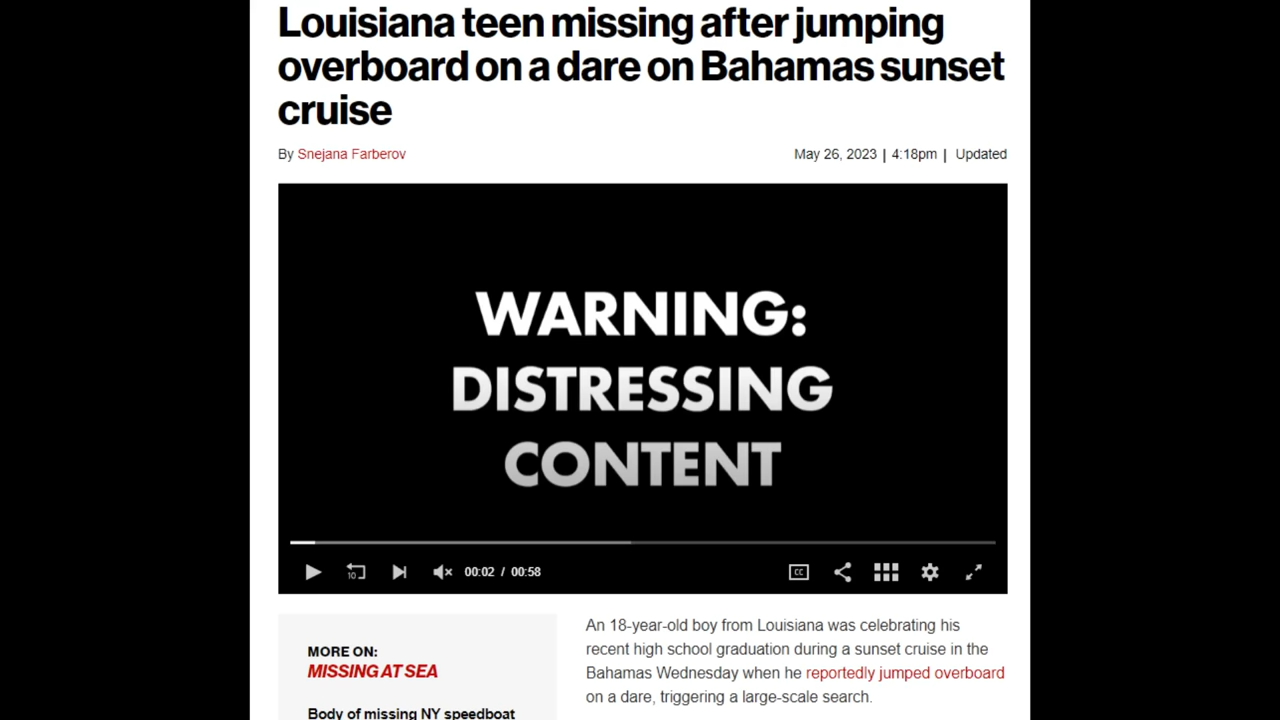 Louisiana teen missing after jumping
overboard on a dare on Bahamas sunset
cruise
By Snejana Farberov
May 26, 2023 | 4:18pm | Updated
WARNING:
DISTRESSING
CONTENT
10
00:02 / 00:58
CC
MORE ON:
MISSING AT SEA
Body of missing NY speedboat
An 18-year-old boy from Louisiana was celebrating his
recent high school graduation during a sunset cruise in the
Bahamas Wednesday when he reportedly jumped overboard
on a dare, triggering a large-scale search.